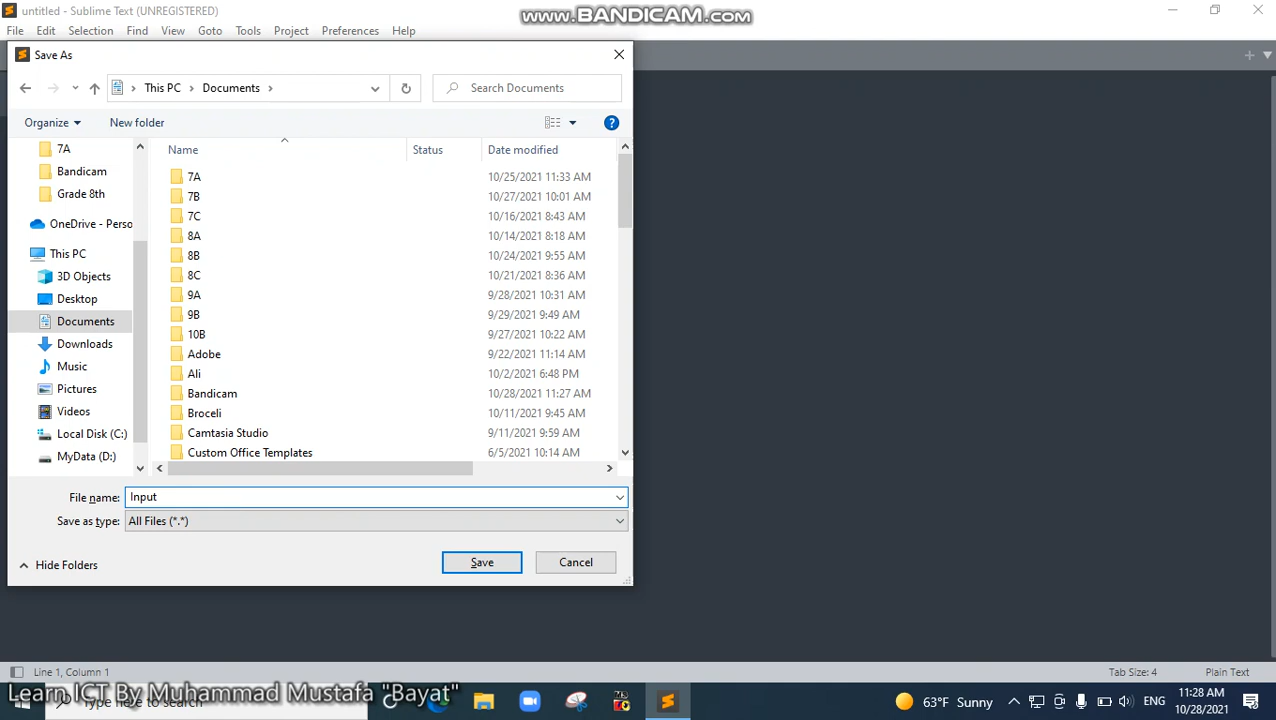 untitled - Sublime Text (UNREGISTERED)
www.BANDICAM.com
File Edit Selection Find View Goto Tools Project Preferences Help
Save As
This PC > Documents >
Search Documents
Organize New folder
Name Status Date modified
7A
Bandicam
Grade 8th
OneDrive - Perso
This PC
3D Objects
Desktop
Documents
Downloads
Music
Pictures
Videos
Local Disk (C:)
MyData (D:)
7A 10/25/2021 11:33 AM
7B 10/27/2021 10:01 AM
7C 10/16/2021 8:43 AM
8A 10/14/2021 8:18 AM
8B 10/24/2021 9:55 AM
8C 10/21/2021 8:36 AM
9A 9/28/2021 10:31 AM
9B 9/29/2021 9:49 AM
10B 9/27/2021 10:22 AM
Adobe 9/22/2021 11:14 AM
Ali 10/2/2021 6:48 PM
Bandicam 10/28/2021 11:27 AM
Broceli 10/11/2021 9:45 AM
Camtasia Studio 9/11/2021 9:59 AM
Custom Office Templates 6/5/2021 10:14 AM
File name: Input
Save as type: All Files (*.*)
Hide Folders
Save Cancel
Line 1, Column 1
Tab Size: 4 Plain Text
Learn ICT By Muhammad Mustafa "Bayat"
Type here to search
63°F Sunny
ENG
11:28 AM
10/28/2021